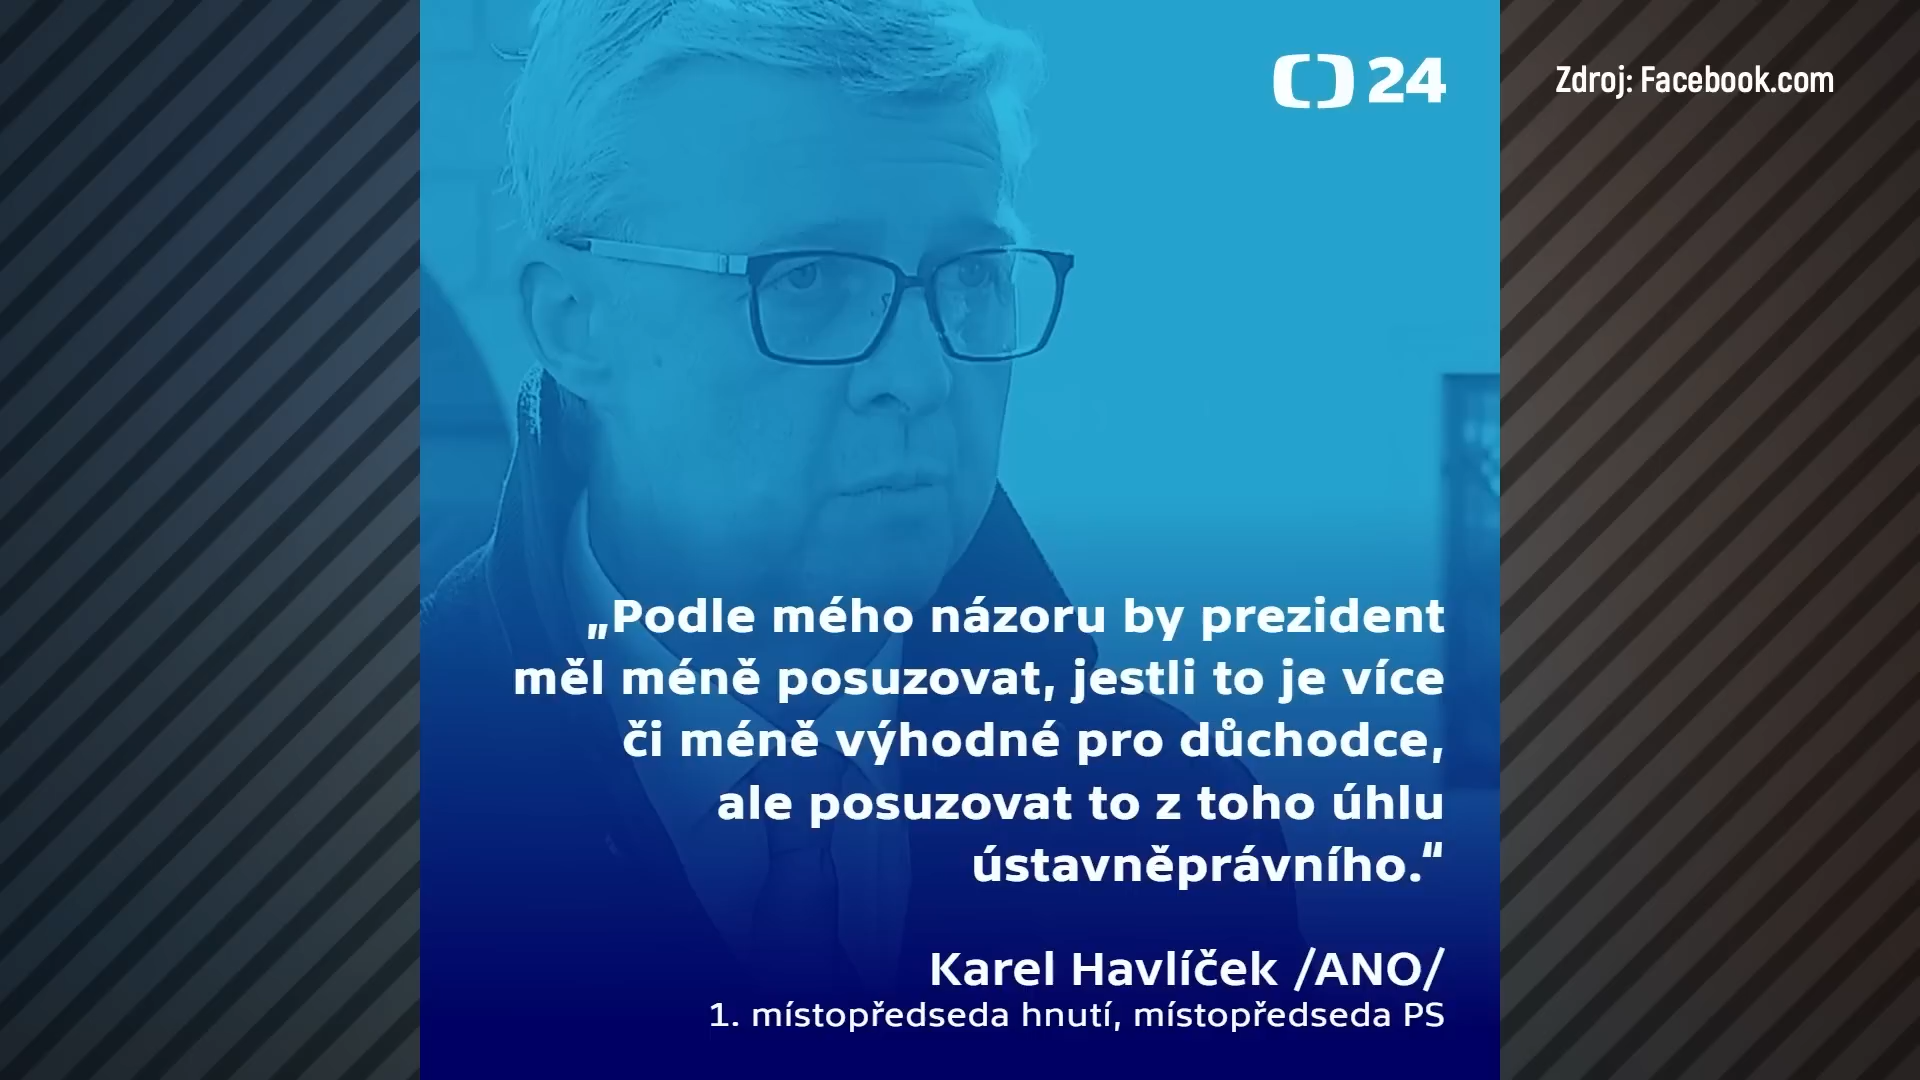 24
Zdroj: Facebook.com
„Podle mého názoru by prezident
měl méně posuzovat, jestli to je více
či méně výhodné pro důchodce,
ale posuzovat to z toho úhlu
ústavněprávního.“
Karel Havlíček /ANO/
1. místopředseda hnutí, místopředseda PS